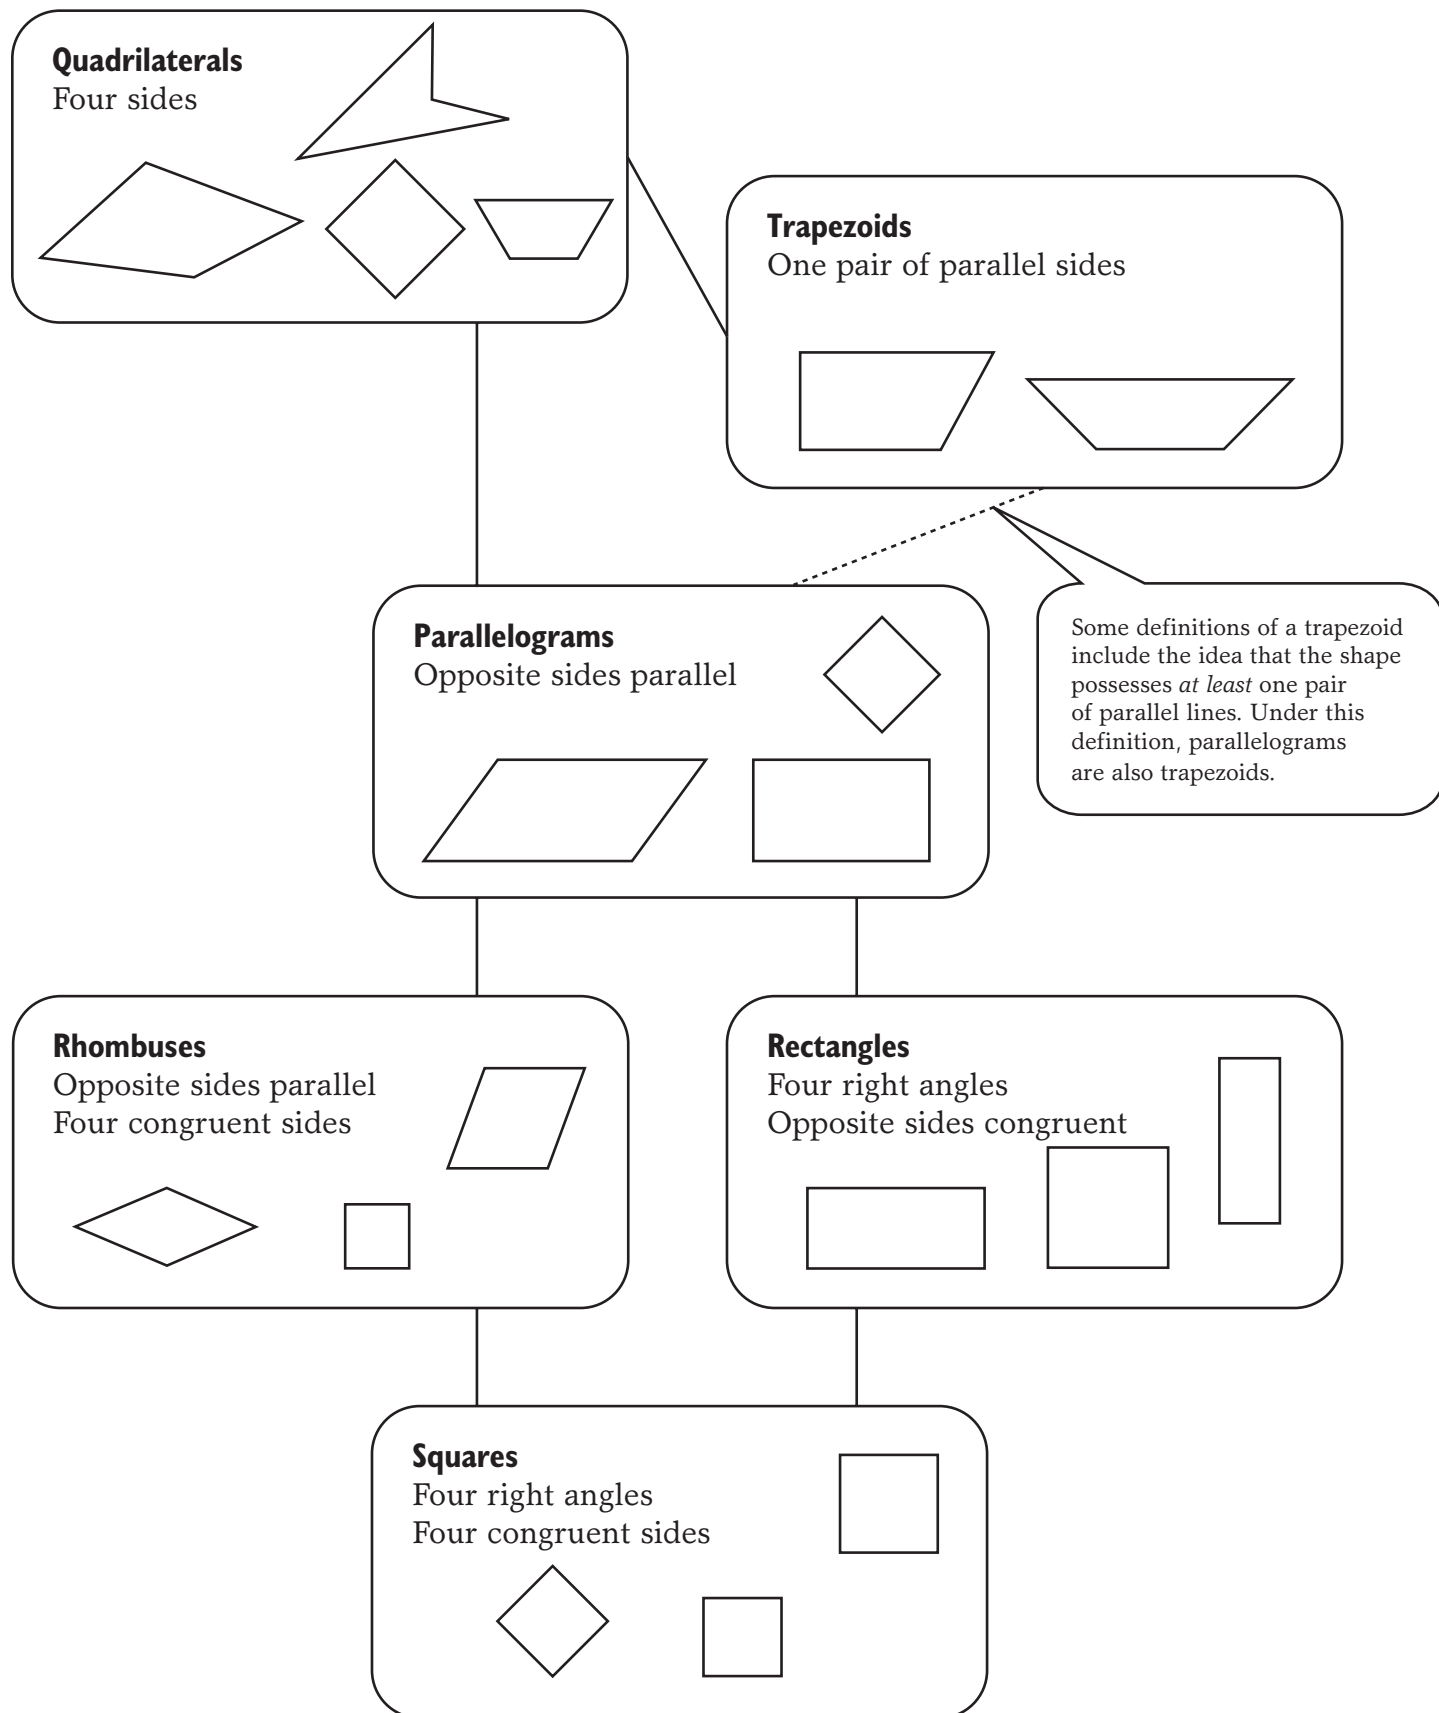 Quadrilaterals
Four sides
Trapezoids
One pair of parallel sides
Parallelograms
Opposite sides parallel
Some definitions of a trapezoid
include the idea that the shape
possesses at least one pair
of parallel lines. Under this
definition, parallelograms
are also trapezoids.
Rhombuses
Opposite sides parallel
Four congruent sides
Rectangles
Four right angles
Opposite sides congruent
Squares
Four right angles
Four congruent sides